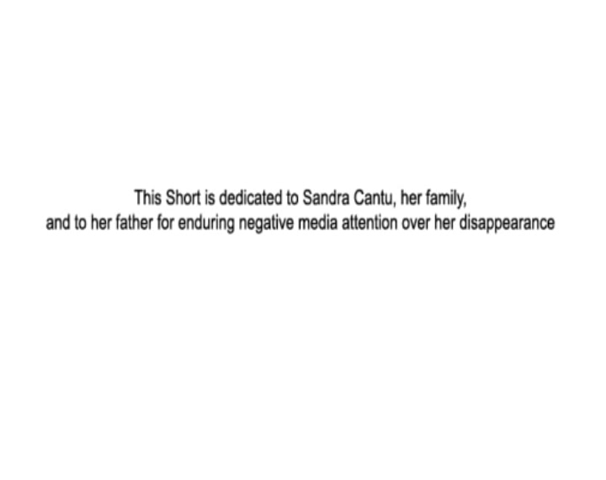 This Short is dedicated to Sandra Cantu, her family,
and to her father for enduring negative media attention over her disappearance